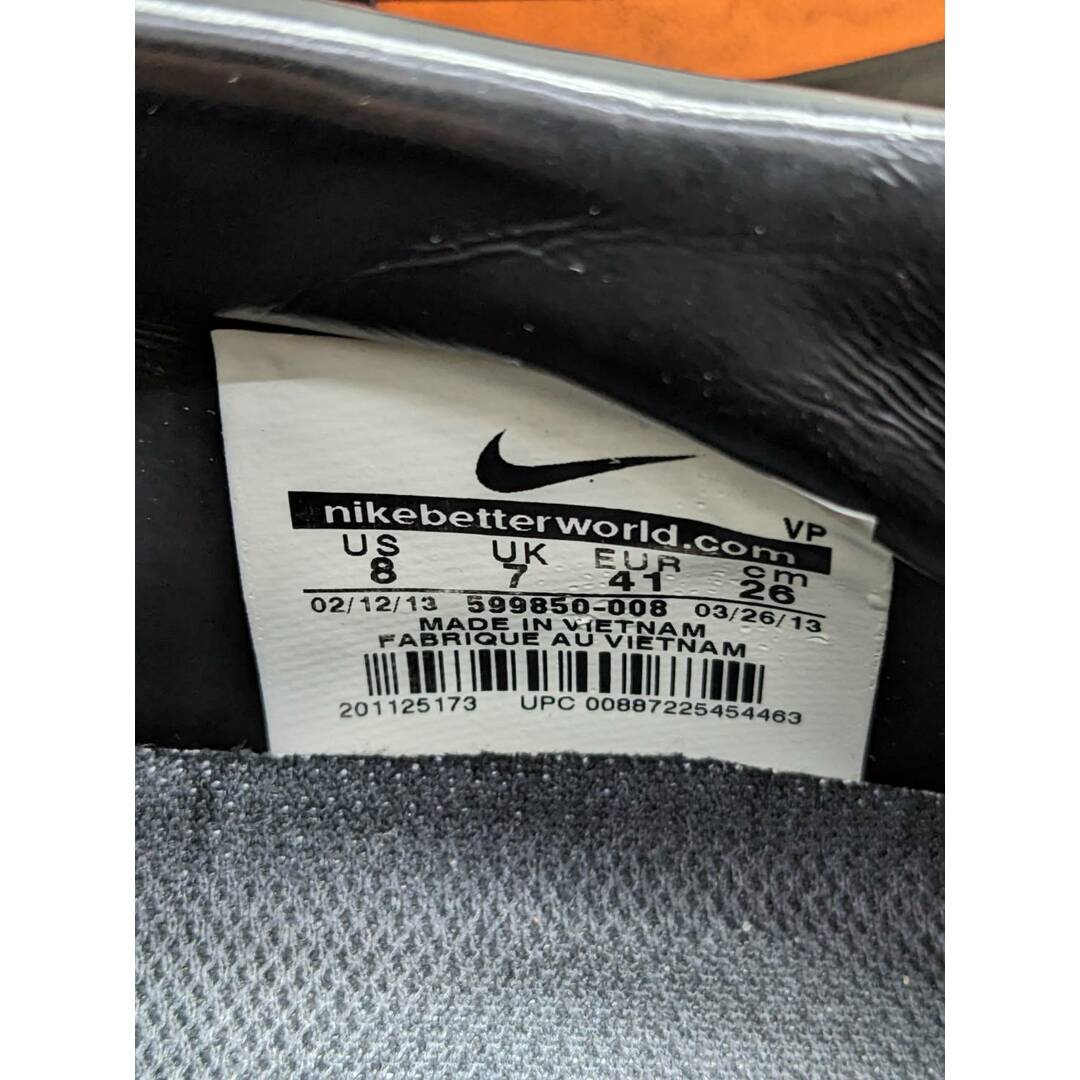 nikebetterworld.com VP
US UK EUR cm
8 7 41 26
02/12/13 599850-008 03/26/13
MADE IN VIETNAM
FABRIQUE AU VIETNAM
201125173 UPC 00887225454463